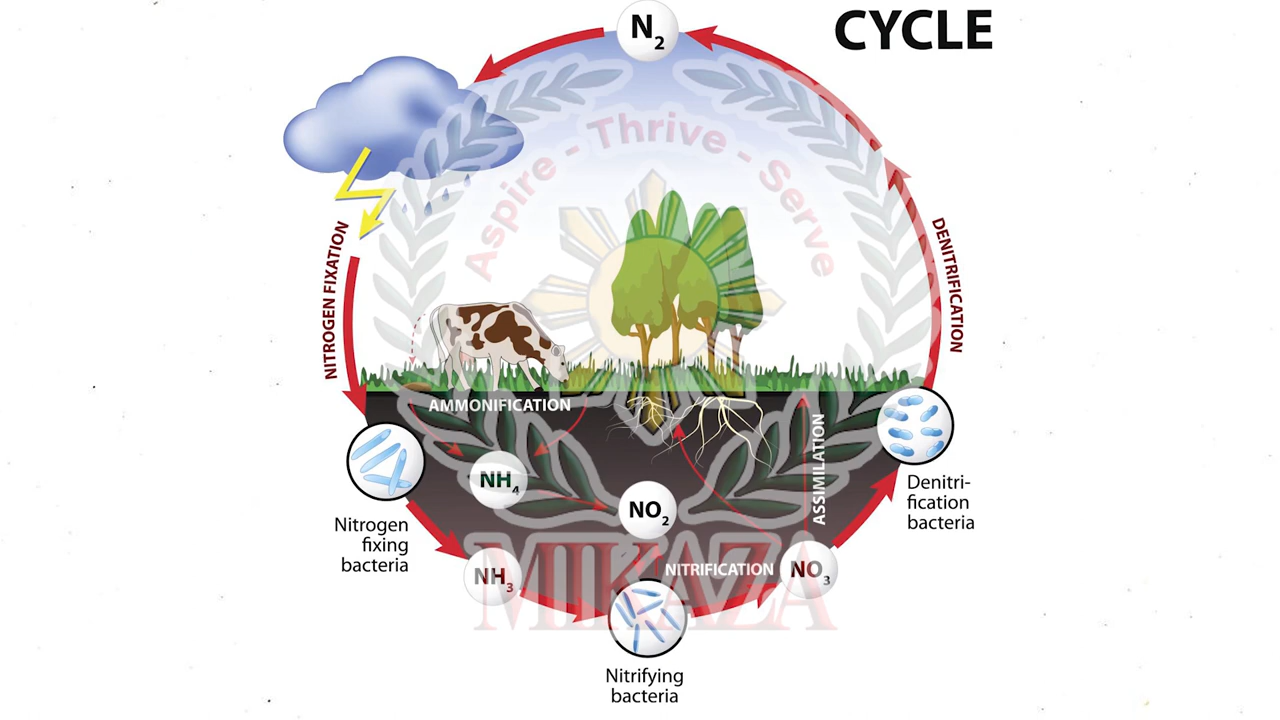 CYCLE
N2
Aspire - Thrive - Serve
NITROGEN FIXATION
DENITRIFICATION
AMMONIFICATION
ASSIMILATION
NH4
NO2
Nitrogen
fixing
bacteria
Denitri-
fication
bacteria
NH3
NITRIFICATION
NO3
MIKAZA
Nitrifying
bacteria